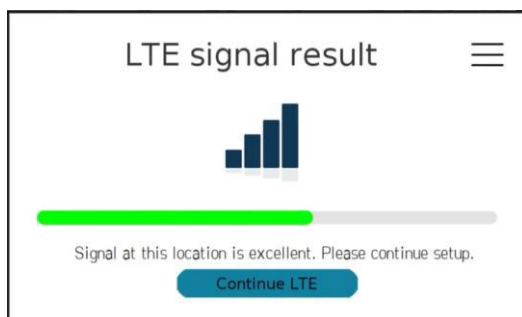 LTE signal result
Signal at this location is excellent. Please continue setup.
Continue LTE